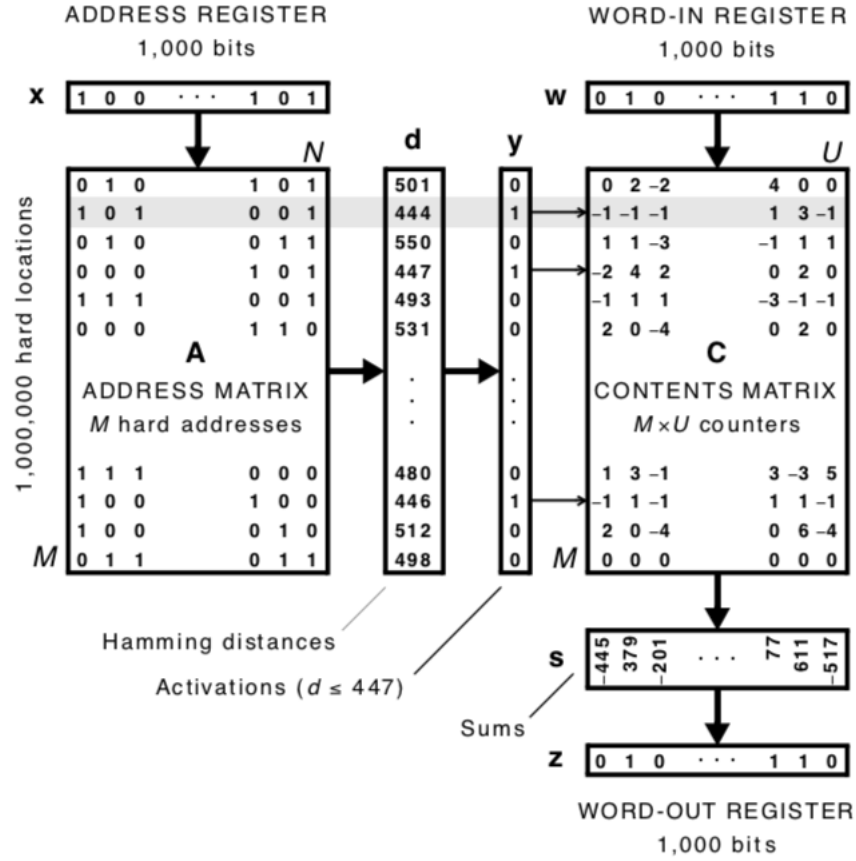 ADDRESS REGISTER
1,000 bits
WORD-IN REGISTER
1,000 bits
x 1 0 0 · · · 1 0 1
w 0 1 0 · · · 1 1 0
N
d
y
U
1,000,000 hard locations
0 1 0 1 0 1 501 0 0 2 –2 4 0 0
1 0 1 0 0 1 444 1 –1 –1 –1 1 3 –1
0 1 0 0 1 1 550 0 1 1 –3 –1 1 1
0 0 0 1 0 1 447 1 –2 4 2 0 2 0
1 1 1 0 0 1 493 0 –1 1 1 –3 –1 –1
0 0 0 1 1 0 531 0 2 0 –4 0 2 0
A
ADDRESS MATRIX
M hard addresses
· · ·
· · ·
C
CONTENTS MATRIX
M×U counters
1 1 1 0 0 0 480 0 1 3 –1 3 –3 5
1 0 0 1 0 0 446 1 –1 1 –1 1 1 –1
1 0 0 0 1 0 512 0 2 0 –4 0 6 –4
M 0 1 1 0 1 1 498 0 M 0 0 0 0 0 0
Hamming distances
Activations (d ≤ 447)
s –445 379 –201 · · · 77 611 –517
Sums
z 0 1 0 · · · 1 1 0
WORD-OUT REGISTER
1,000 bits